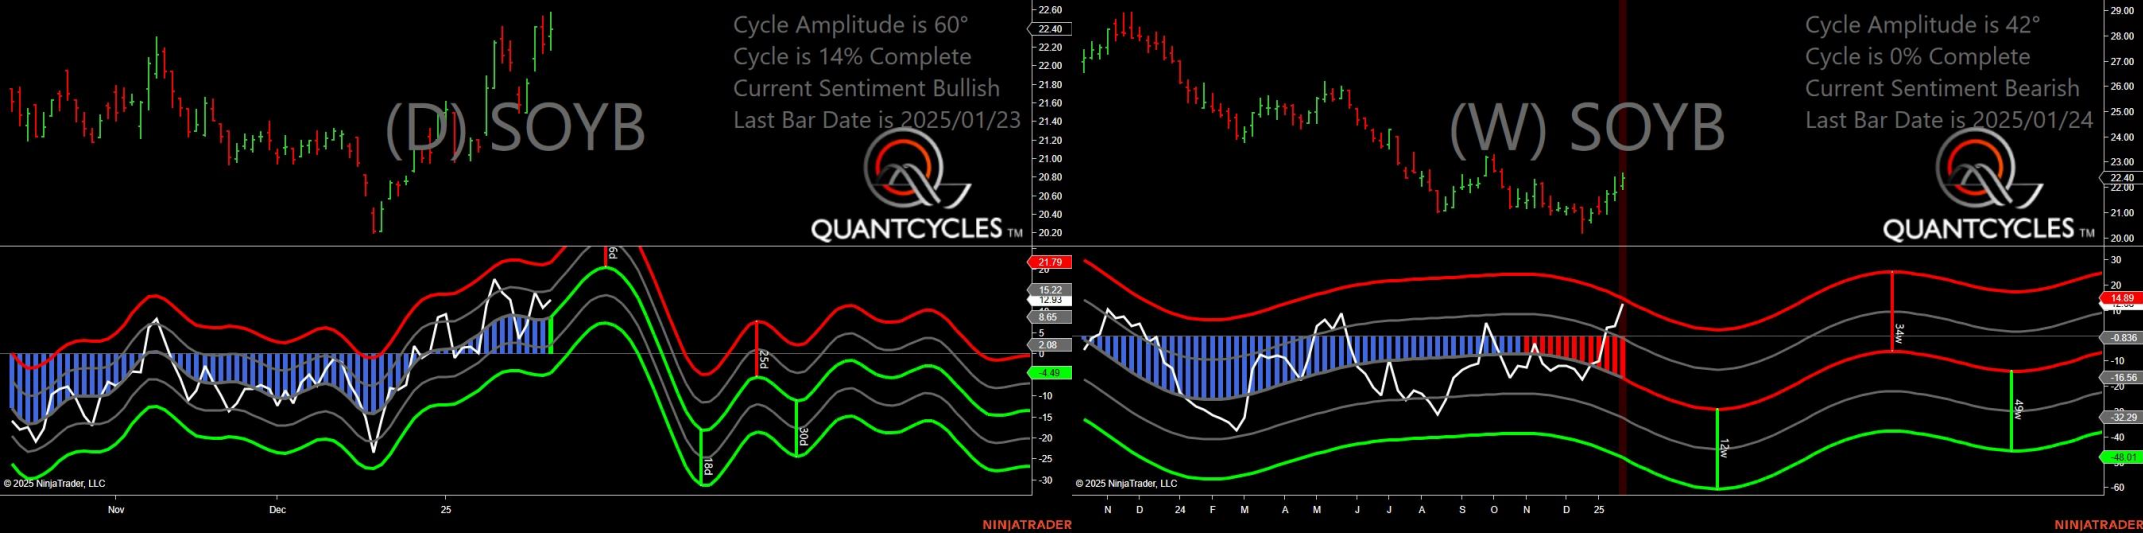 Cycle Amplitude is 60°
Cycle is 14% Complete
Current Sentiment Bullish
Last Bar Date is 2025/01/23
(D) SOYB
QUANTCYCLES TM
22.60
22.40
22.20
22.00
21.80
21.60
21.40
21.20
21.00
20.80
20.60
20.40
20.20
21.79
20
15.22
12.93
8.65
5
2.08
0
-4.49
-10
-15
-20
-25
-30
6d
18d
25d
30d
© 2025 NinjaTrader, LLC
Nov
Dec
25
NINJATRADER
Cycle Amplitude is 42°
Cycle is 0% Complete
Current Sentiment Bearish
Last Bar Date is 2025/01/24
(W) SOYB
QUANTCYCLES TM
29.00
28.00
27.00
26.00
25.00
24.00
23.00
22.40
22.00
21.00
20.00
30
20
14.89
10
-0.836
-10
-16.56
-20
-32.29
-40
-48.01
-60
12w
34w
49w
© 2025 NinjaTrader, LLC
N D 24 F M A M J J A S O N D 25
NINJATRADER